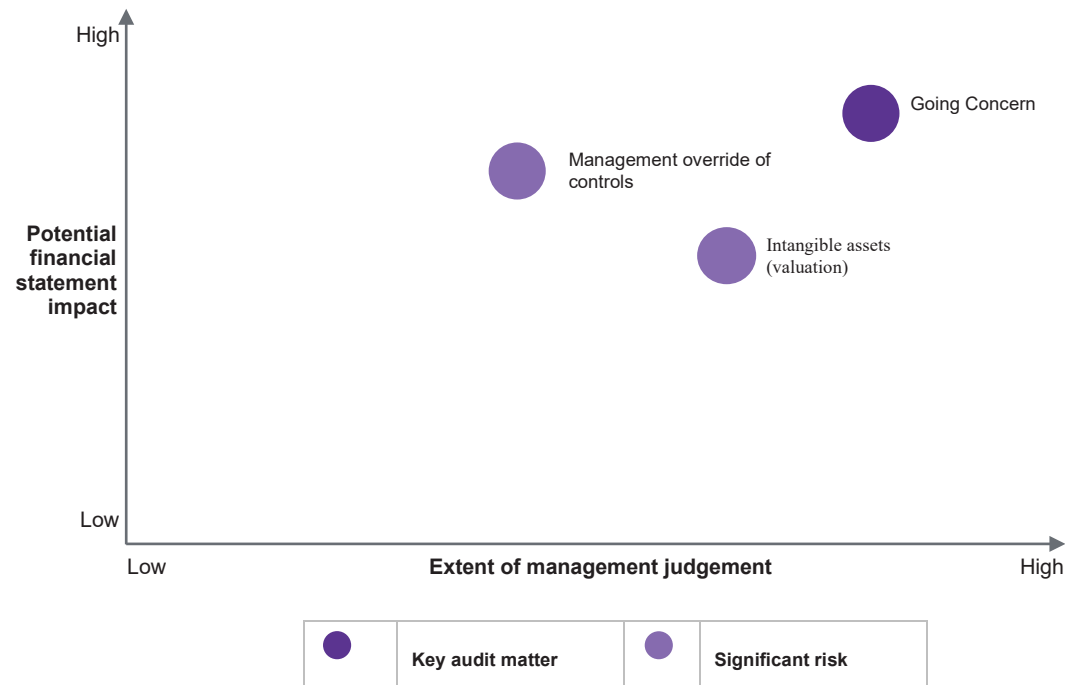 High
Going Concern
Management override of
controls
Potential
financial
statement
impact
Intangible assets
(valuation)
Low
Low
Extent of management judgement
High
Key audit matter
Significant risk